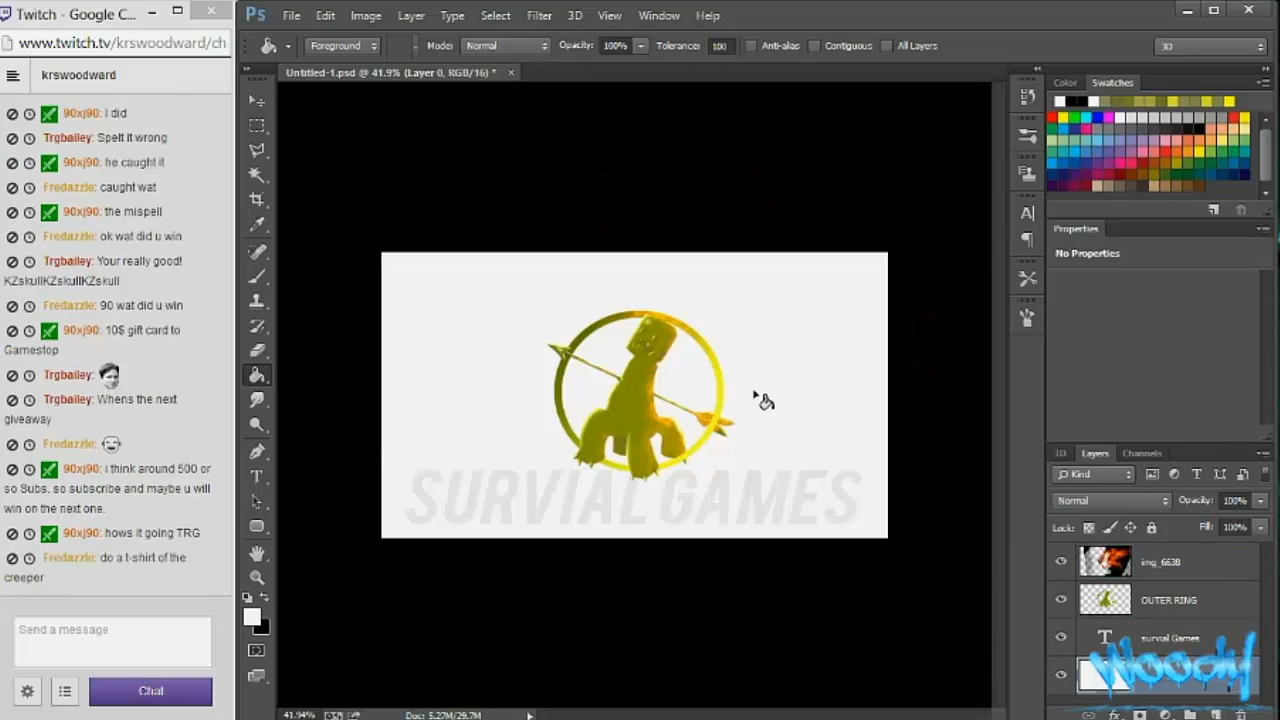 Twitch - Google C...
www.twitch.tv/krswoodward/ch
krswoodward
90xj90: I did
Trgbailey: Spelt it wrong
90xj90: he caught it
Fredazzle: caught wat
90xj90: the mispell
Fredazzle: ok wat did u win
Trgbailey: Your really good!
KZskullKZskullKZskull
Fredazzle: 90 wat did u win
90xj90: 10$ gift card to
Gamestop
Trgbailey:
Trgbailey: Whens the next
giveaway
Fredazzle:
90xj90: i think around 500 or
so Subs. so subscribe and maybe u will
win on the next one.
90xj90: hows it going TRG
Fredazzle: do a t-shirt of the
creeper
Send a message
Chat
Ps File Edit Image Layer Type Select Filter 3D View Window Help
Foreground Mode: Normal Opacity: 100% Tolerance: 100 Anti-alias Contiguous All Layers 3D
Untitled-1.psd @ 41.9% (Layer 0, RGB/16) * ×
SURVIAL GAMES
41.94% Doc: 5.27M/29.7M
Color Swatches
Properties
No Properties
3D Layers Channels
Kind
Normal Opacity: 100%
Lock: Fill: 100%
img_6638
OUTER RING
T survial Games
Woody